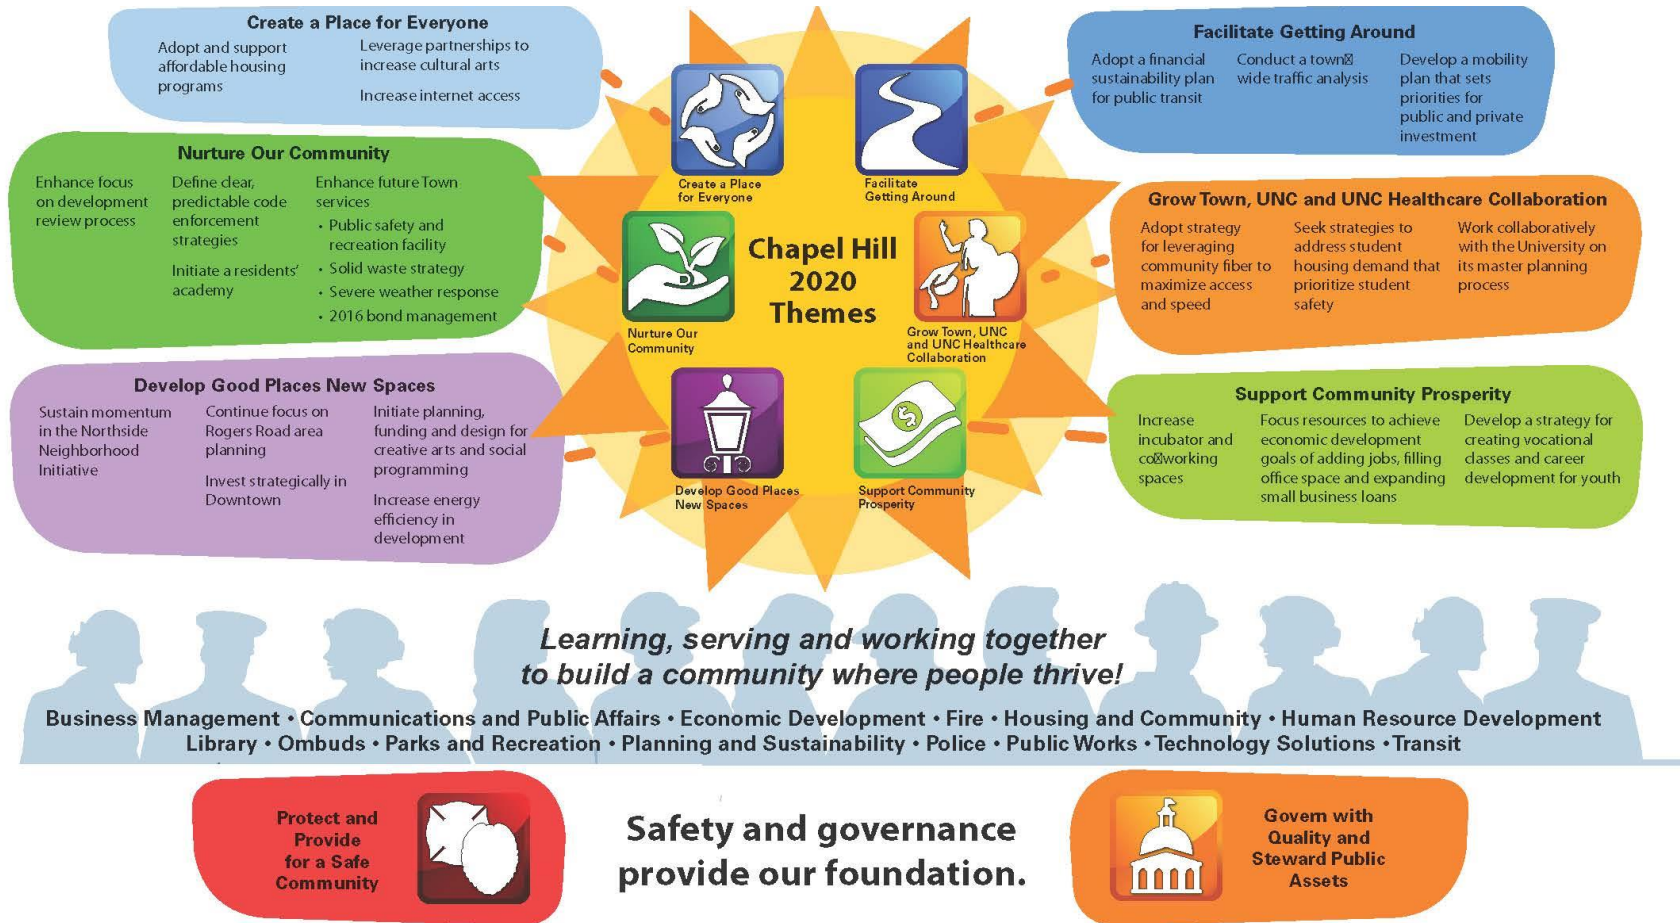 Create a Place for Everyone
Adopt and support
affordable housing
programs
Leverage partnerships to
increase cultural arts
Increase internet access
Nurture Our Community
Enhance focus
on development
review process
Define clear,
predictable code
enforcement
strategies
Initiate a residents’
academy
Enhance future Town
services
• Public safety and
recreation facility
• Solid waste strategy
• Severe weather response
• 2016 bond management
Develop Good Places New Spaces
Sustain momentum
in the Northside
Neighborhood
Initiative
Continue focus on
Rogers Road area
planning
Invest strategically in
Downtown
Initiate planning,
funding and design for
creative arts and social
programming
Increase energy
efficiency in
development
Chapel Hill
2020
Themes
Create a Place
for Everyone
Facilitate
Getting Around
Nurture Our
Community
Grow Town, UNC
and UNC Healthcare
Collaboration
Develop Good Places
New Spaces
$
Support Community
Prosperity
Facilitate Getting Around
Adopt a financial
sustainability plan
for public transit
Conduct a town☒
wide traffic analysis
Develop a mobility
plan that sets
priorities for
public and private
investment
Grow Town, UNC and UNC Healthcare Collaboration
Adopt strategy
for leveraging
community fiber to
maximize access
and speed
Seek strategies to
address student
housing demand that
prioritize student
safety
Work collaboratively
with the University on
its master planning
process
Support Community Prosperity
Increase
incubator and
co☒working
spaces
Focus resources to achieve
economic development
goals of adding jobs, filling
office space and expanding
small business loans
Develop a strategy for
creating vocational
classes and career
development for youth
Learning, serving and working together
to build a community where people thrive!
Business Management • Communications and Public Affairs • Economic Development • Fire • Housing and Community • Human Resource Development
Library • Ombuds • Parks and Recreation • Planning and Sustainability • Police • Public Works • Technology Solutions • Transit
Protect and
Provide
for a Safe
Community
Safety and governance
provide our foundation.
Govern with
Quality and
Steward Public
Assets